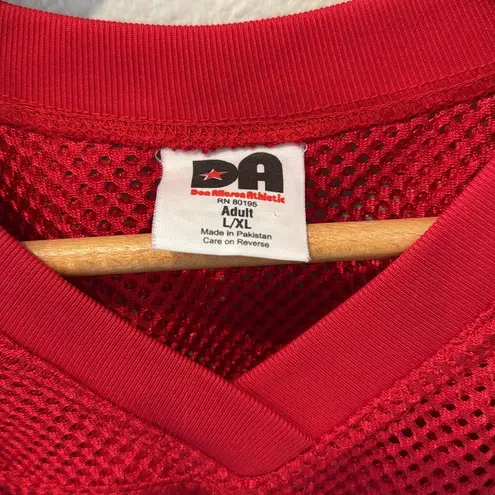 DA
Don Alleson Athletic
RN 80195
Adult
L/XL
Made in Pakistan
Care on Reverse